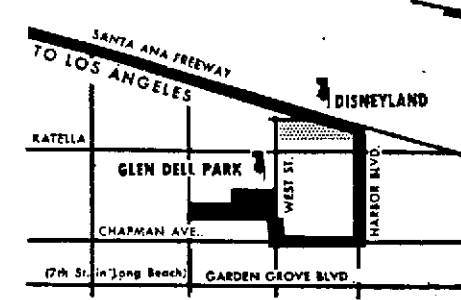 SANTA ANA FREEWAY
TO LOS ANGELES
DISNEYLAND
KATELLA
GLEN DELL PARK
WEST ST.
HARBOR BLVD.
CHAPMAN AVE..
(7th St. in Long Beach)
GARDEN GROVE BLVD